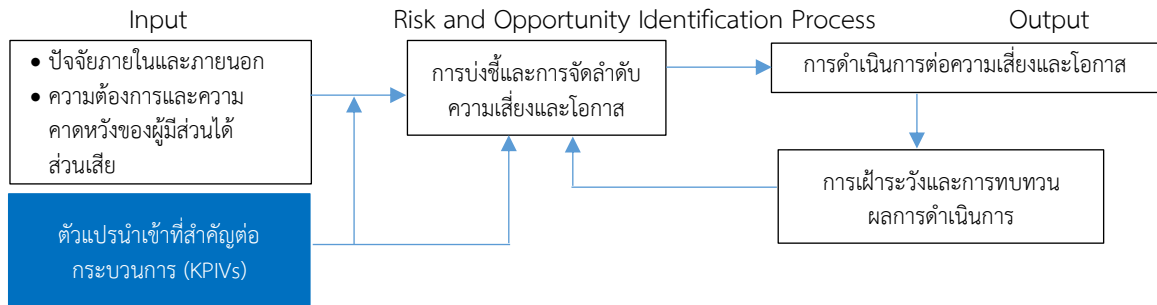 Input
Risk and Opportunity Identification Process
Output
• ปัจจัยภายในและภายนอก
• ความต้องการและความ
คาดหวังของผู้มีส่วนได้
ส่วนเสีย
ตัวแปรนำเข้าที่สำคัญต่อ
กระบวนการ (KPIVs)
การบ่งชี้และการจัดลำดับ
ความเสี่ยงและโอกาส
การดำเนินการต่อความเสี่ยงและโอกาส
การเฝ้าระวังและการทบทวน
ผลการดำเนินการ